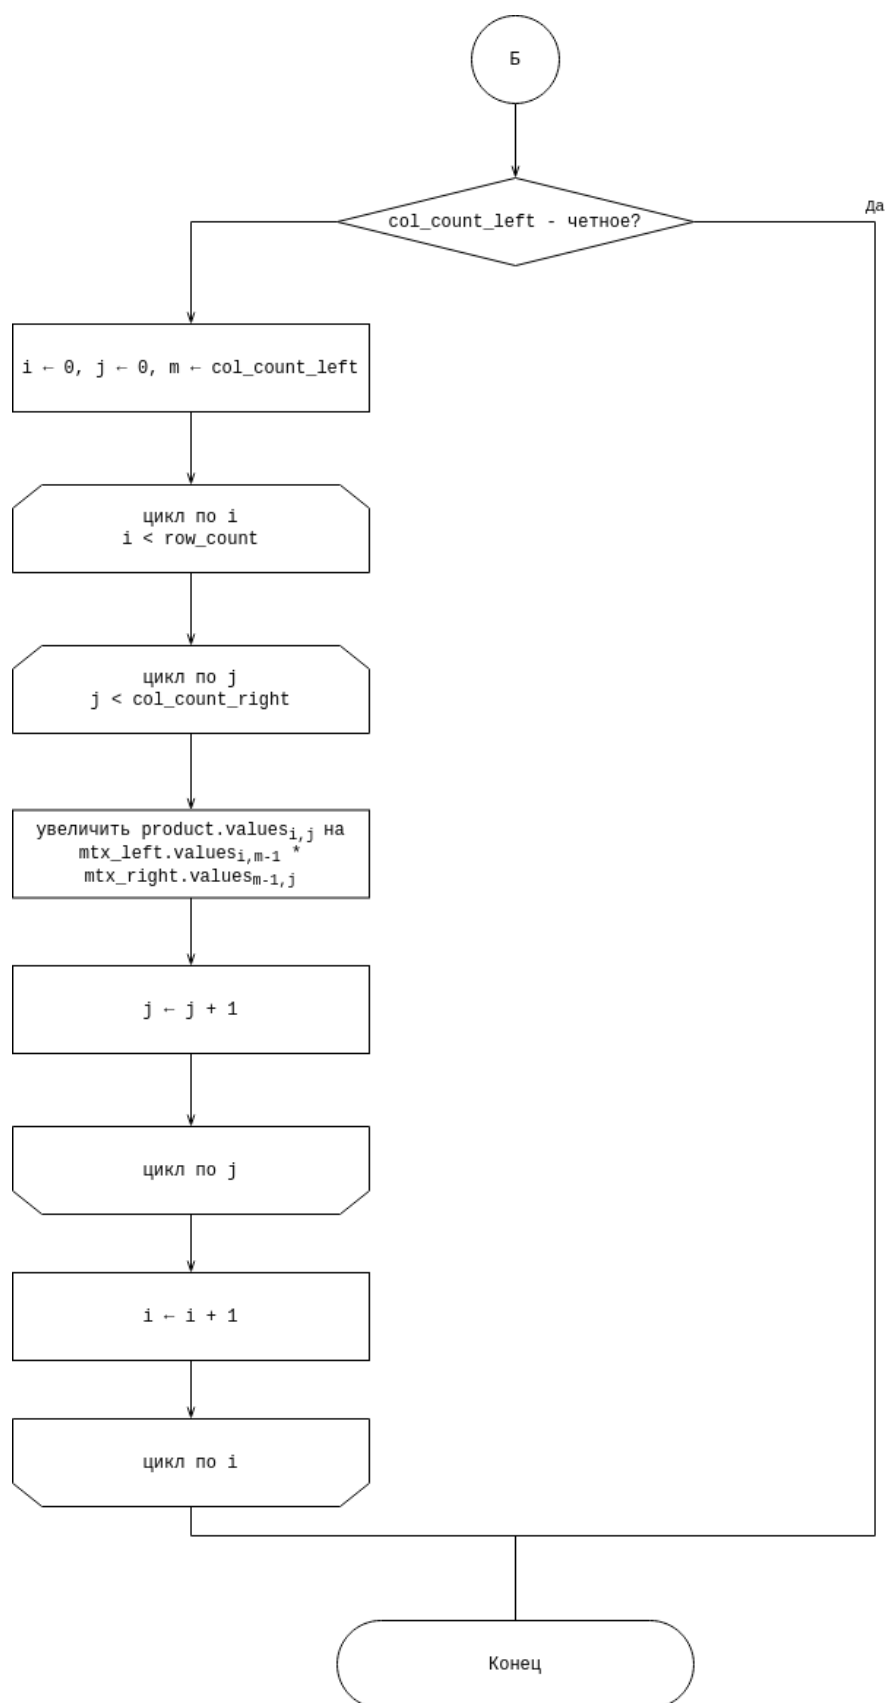 Б
Да
col_count_left - четное?
i ← 0, j ← 0, m ← col_count_left
цикл по i
i < row_count
цикл по j
j < col_count_right
увеличить product.valuesi,j на
mtx_left.valuesi,m-1 *
mtx_right.valuesm-1,j
j ← j + 1
цикл по j
i ← i + 1
цикл по i
Конец